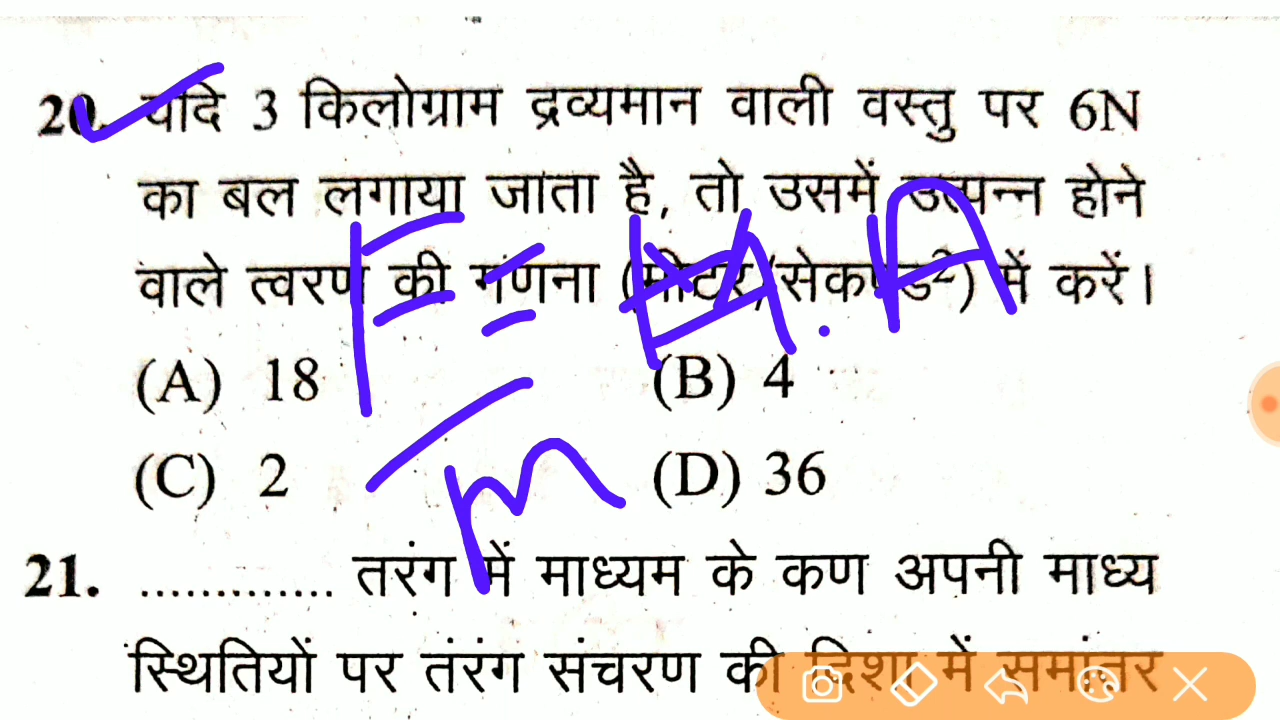 20. यदि 3 किलोग्राम द्रव्यमान वाली वस्तु पर 6N
का बल लगाया जाता है, तो उसमें उत्पन्न होने
वाले त्वरण की गणना (मीटर/सेकण्ड²) में करें।
F = M . A
m
(A) 18 (B) 4
(C) 2 (D) 36
21. ............. तरंग में माध्यम के कण अपनी माध्य
स्थितियों पर तरंग संचरण की दिशा में समांतर